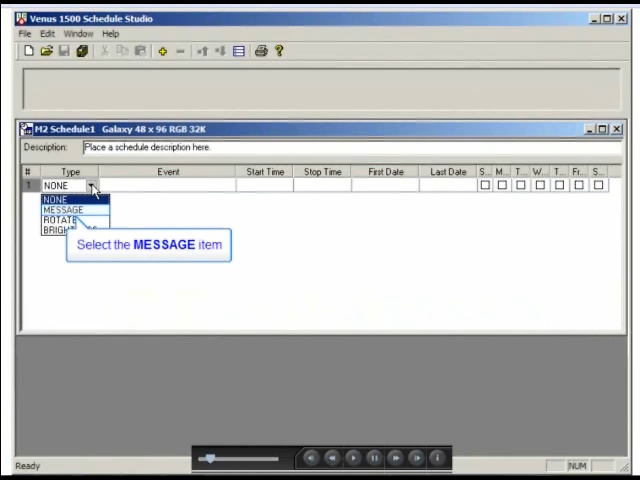 Venus 1500 Schedule Studio
File Edit Window Help
M2 Schedule1 Galaxy 48 x 96 RGB 32K
Description: Place a schedule description here.
# Type Event Start Time Stop Time First Date Last Date S... M... T... W... T... Fr... S...
1 NONE
NONE
MESSAGE
ROTATE
Select the MESSAGE item
Ready NUM